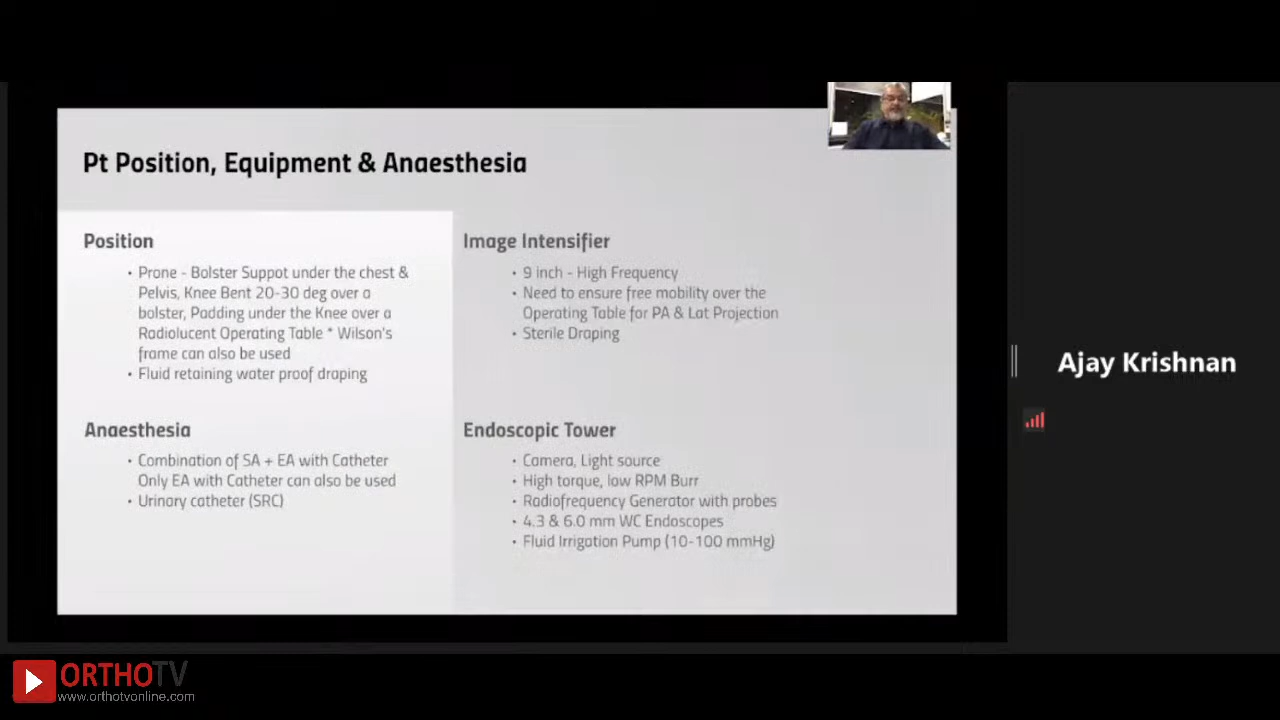 Pt Position, Equipment & Anaesthesia
Position
• Prone - Bolster Suppot under the chest &
Pelvis, Knee Bent 20-30 deg over a
bolster, Padding under the Knee over a
Radiolucent Operating Table * Wilson's
frame can also be used
• Fluid retaining water proof draping
Anaesthesia
• Combination of SA + EA with Catheter
Only EA with Catheter can also be used
• Urinary catheter (SRC)
Image Intensifier
• 9 inch - High Frequency
• Need to ensure free mobility over the
Operating Table for PA & Lat Projection
• Sterile Draping
Endoscopic Tower
• Camera, Light source
• High torque, low RPM Burr
• Radiofrequency Generator with probes
• 4.3 & 6.0 mm WC Endoscopes
• Fluid Irrigation Pump (10-100 mmHg)
Ajay Krishnan
ORTHOTV
www.orthotvonline.com